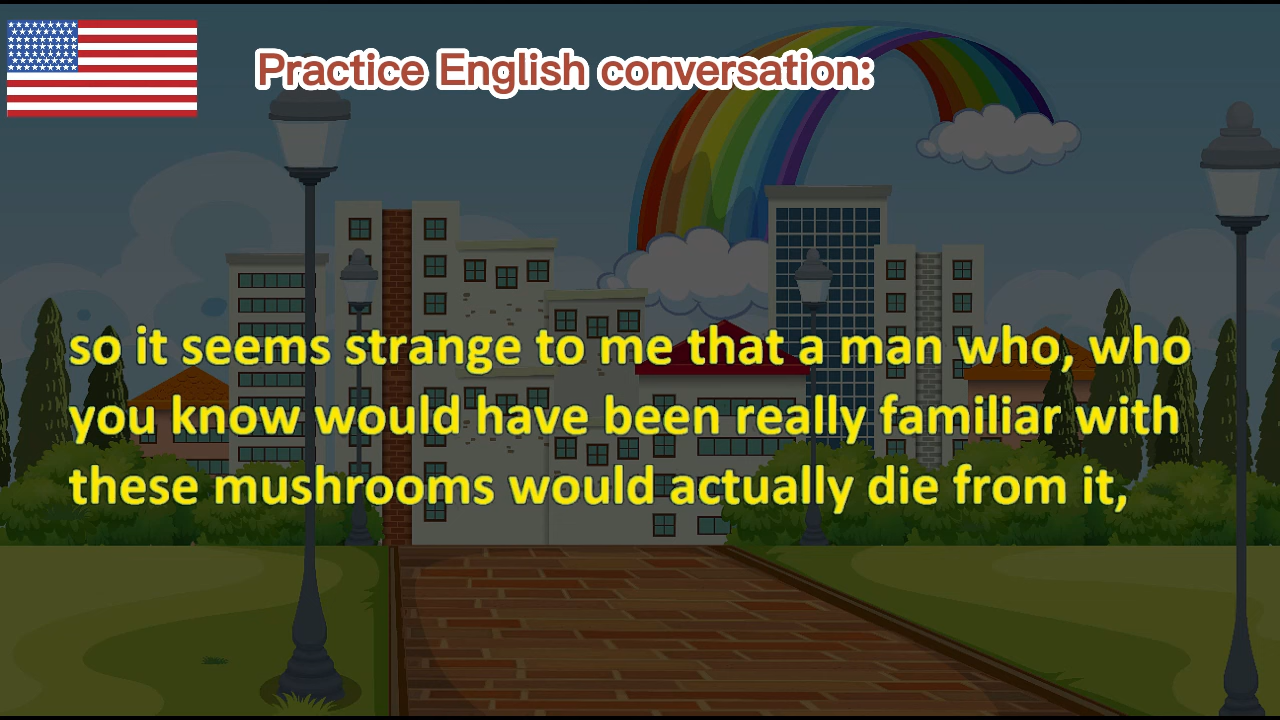 Practice English conversation:
so it seems strange to me that a man who, who
you know would have been really familiar with
these mushrooms would actually die from it,